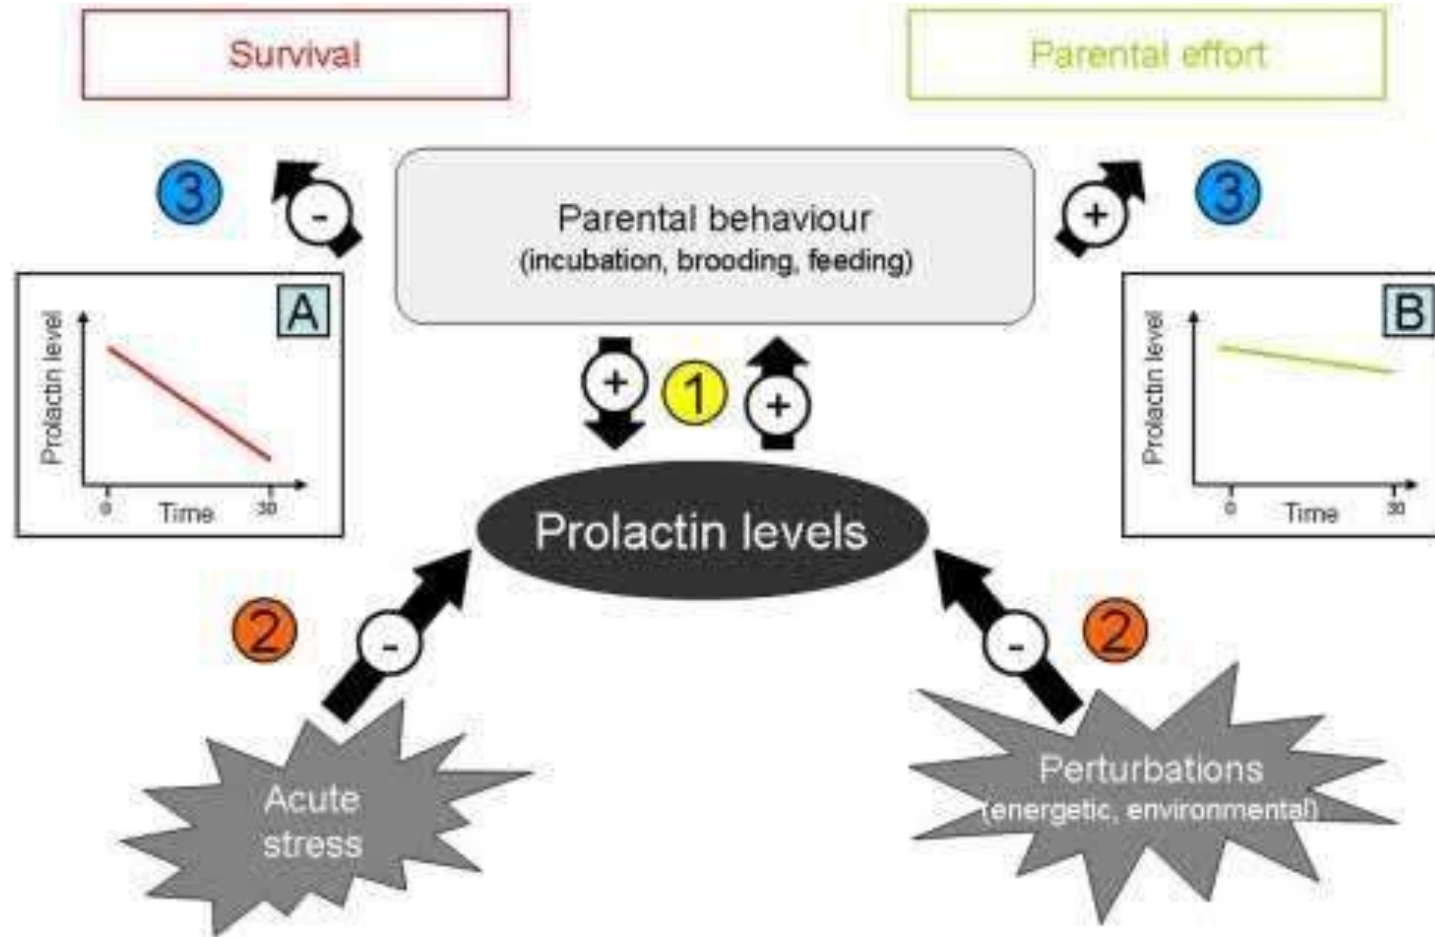 Survival
Parental effort
3
-
Parental behaviour
(incubation, brooding, feeding)
+
3
A
Prolactin level
0
Time
30
+
1
+
B
Prolactin level
0
Time
30
Prolactin levels
2
-
-
2
Acute
stress
Perturbations
(energetic, environmental)